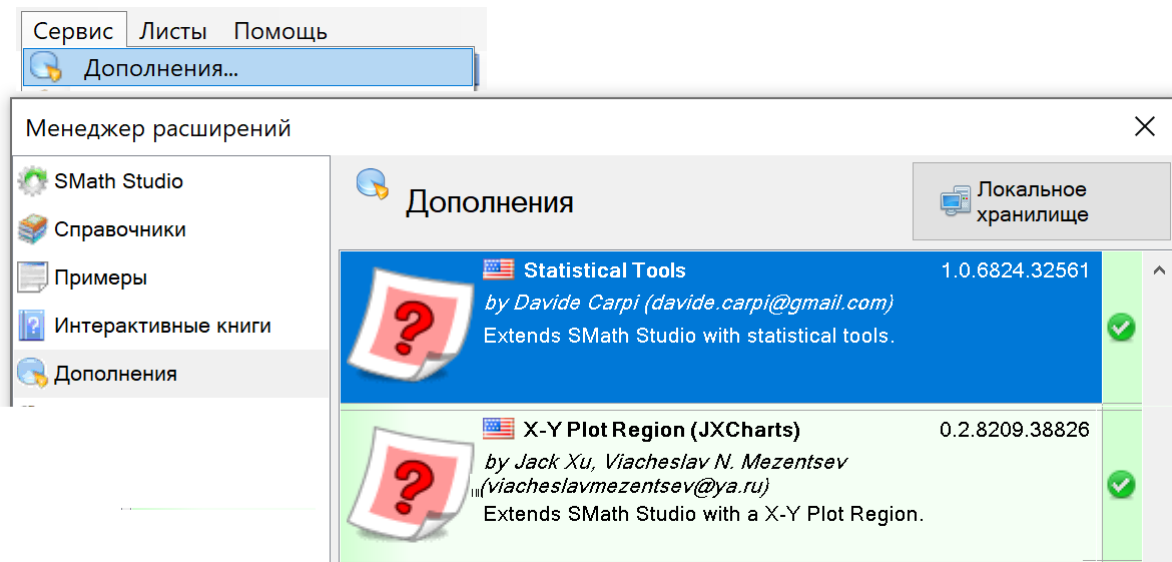 Сервис Листы Помощь
Дополнения...
Менеджер расширений
SMath Studio
Справочники
Примеры
Интерактивные книги
Дополнения
Дополнения
Локальное
хранилище
Statistical Tools 1.0.6824.32561
by Davide Carpi (davide.carpi@gmail.com)
Extends SMath Studio with statistical tools.
X-Y Plot Region (JXCharts) 0.2.8209.38826
by Jack Xu, Viacheslav N. Mezentsev
(viacheslavmezentsev@ya.ru)
Extends SMath Studio with a X-Y Plot Region.